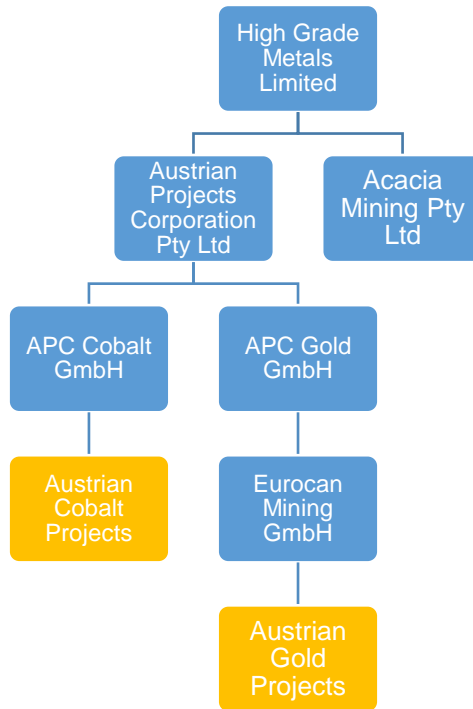 High Grade
Metals
Limited
Austrian
Projects
Corporation
Pty Ltd
Acacia
Mining Pty
Ltd
APC Cobalt
GmbH
APC Gold
GmbH
Austrian
Cobalt
Projects
Eurocan
Mining
GmbH
Austrian
Gold
Projects